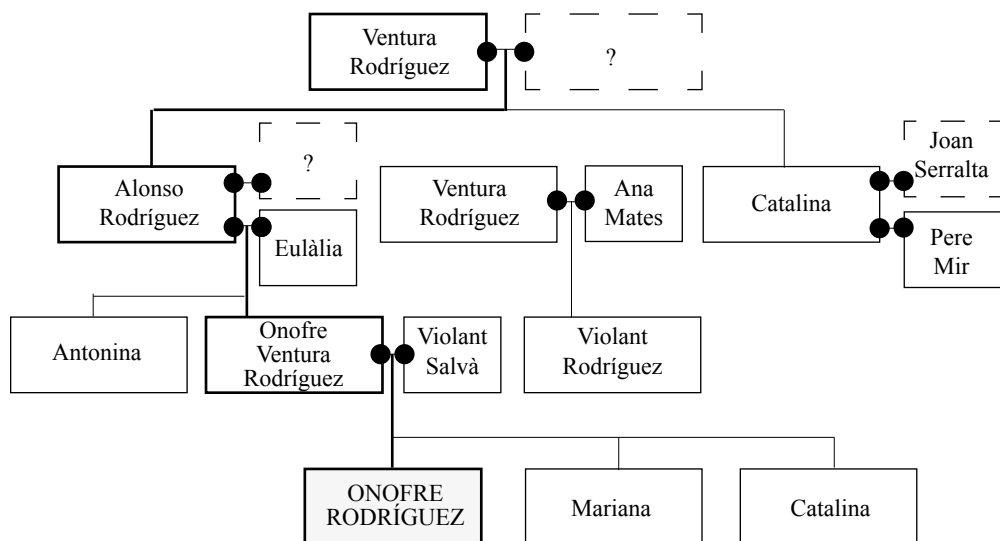 Ventura
Rodríguez
?
Joan
Serralta
?
Alonso
Rodríguez
Ventura
Rodríguez
Ana
Mates
Catalina
Eulàlia
Pere
Mir
Antonina
Onofre
Ventura
Rodríguez
Violant
Salvà
Violant
Rodríguez
ONOFRE
RODRÍGUEZ
Mariana
Catalina